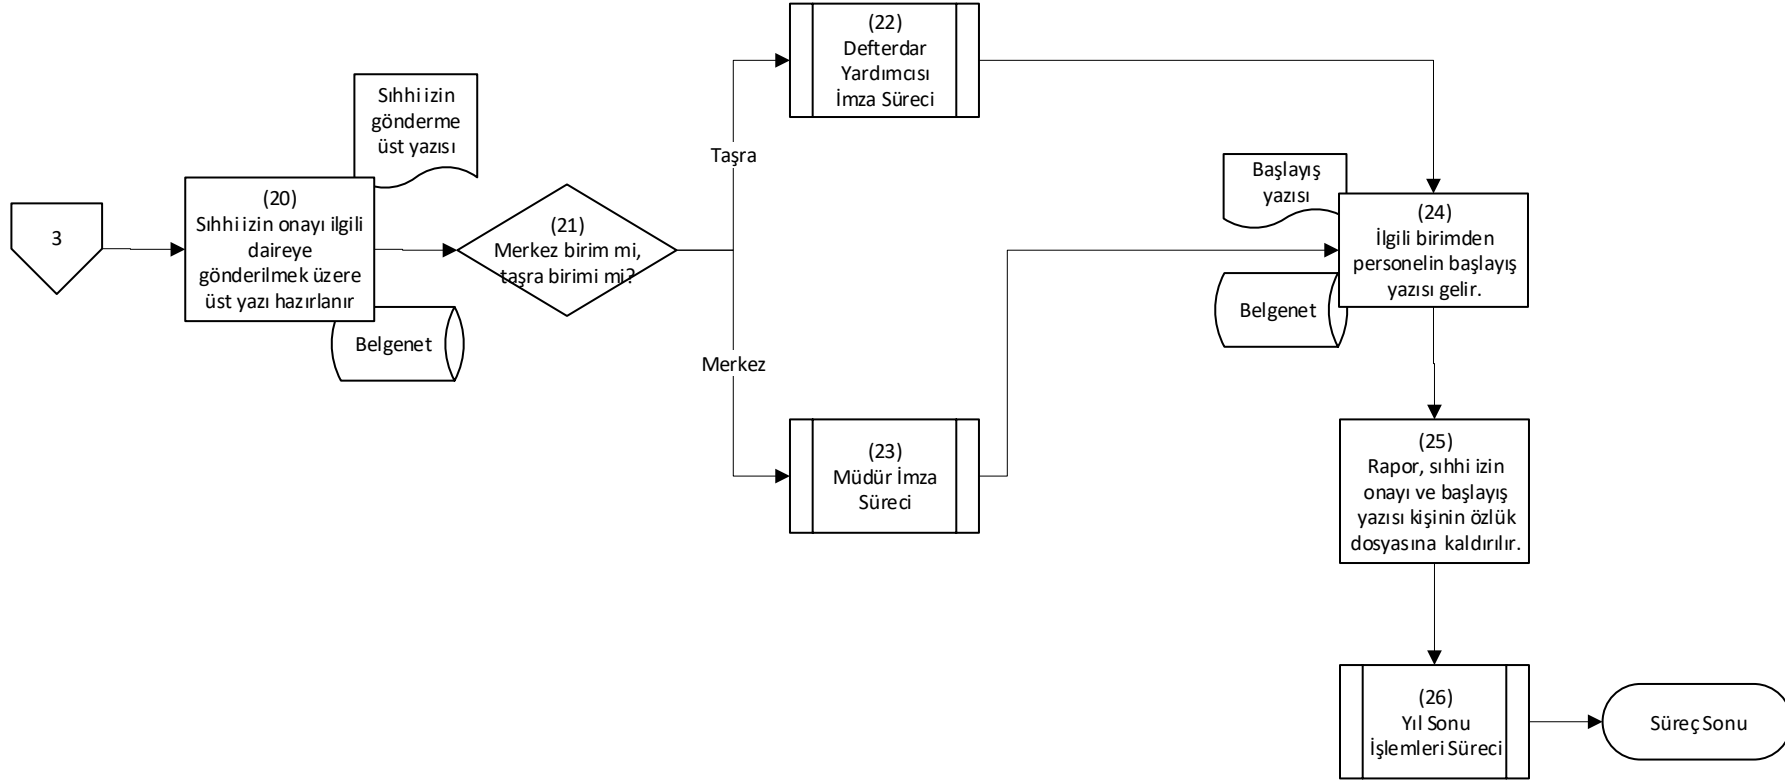 3
Sıhhi izin
gönderme
üst yazısı
(20)
Sıhhi izin onayı ilgili
daireye
gönderilmek üzere
üst yazı hazırlanır
Belgenet
(21)
Merkez birim mi,
taşra birimi mi?
Taşra
Merkez
(22)
Defterdar
Yardımcısı
İmza Süreci
(23)
Müdür İmza
Süreci
Başlayış
yazısı
(24)
İlgili birimden
personelin başlayış
yazısı gelir.
Belgenet
(25)
Rapor, sıhhi izin
onayı ve başlayış
yazısı kişinin özlük
dosyasına kaldırılır.
(26)
Yıl Sonu
İşlemleri Süreci
Süreç Sonu